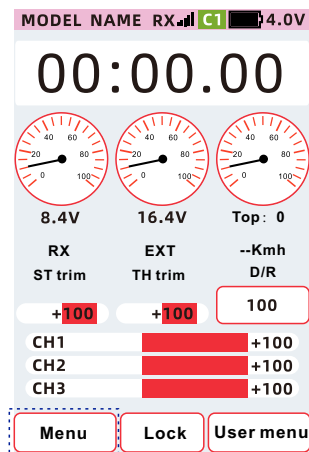 MODEL NAME RX C1 4.0V
00:00.00
40 60 40 60 40 60
20 80 20 80 20 80
0 100 0 100 0 100
8.4V 16.4V Top: 0
RX EXT --Kmh
ST trim TH trim D/R
+100 +100 100
CH1 +100
CH2 +100
CH3 +100
Menu Lock User menu